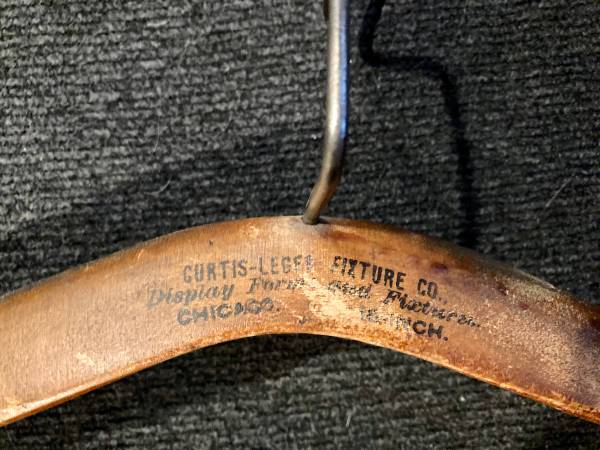 CURTIS-LEGER FIXTURE CO.,
Display Forms and Fixtures.
CHICAGO. INCH.